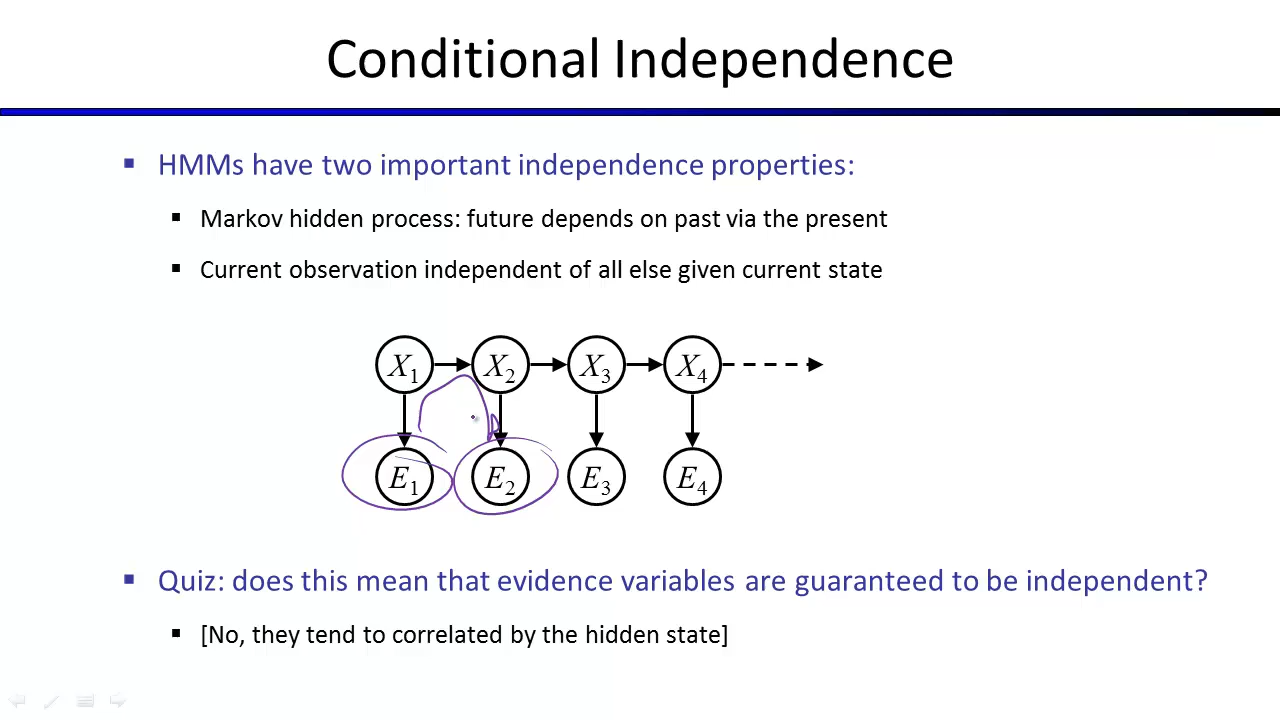 Conditional Independence
▪ HMMs have two important independence properties:
▪ Markov hidden process: future depends on past via the present
▪ Current observation independent of all else given current state
X1 X2 X3 X4
E1 E2 E3 E4
▪ Quiz: does this mean that evidence variables are guaranteed to be independent?
▪ [No, they tend to correlated by the hidden state]